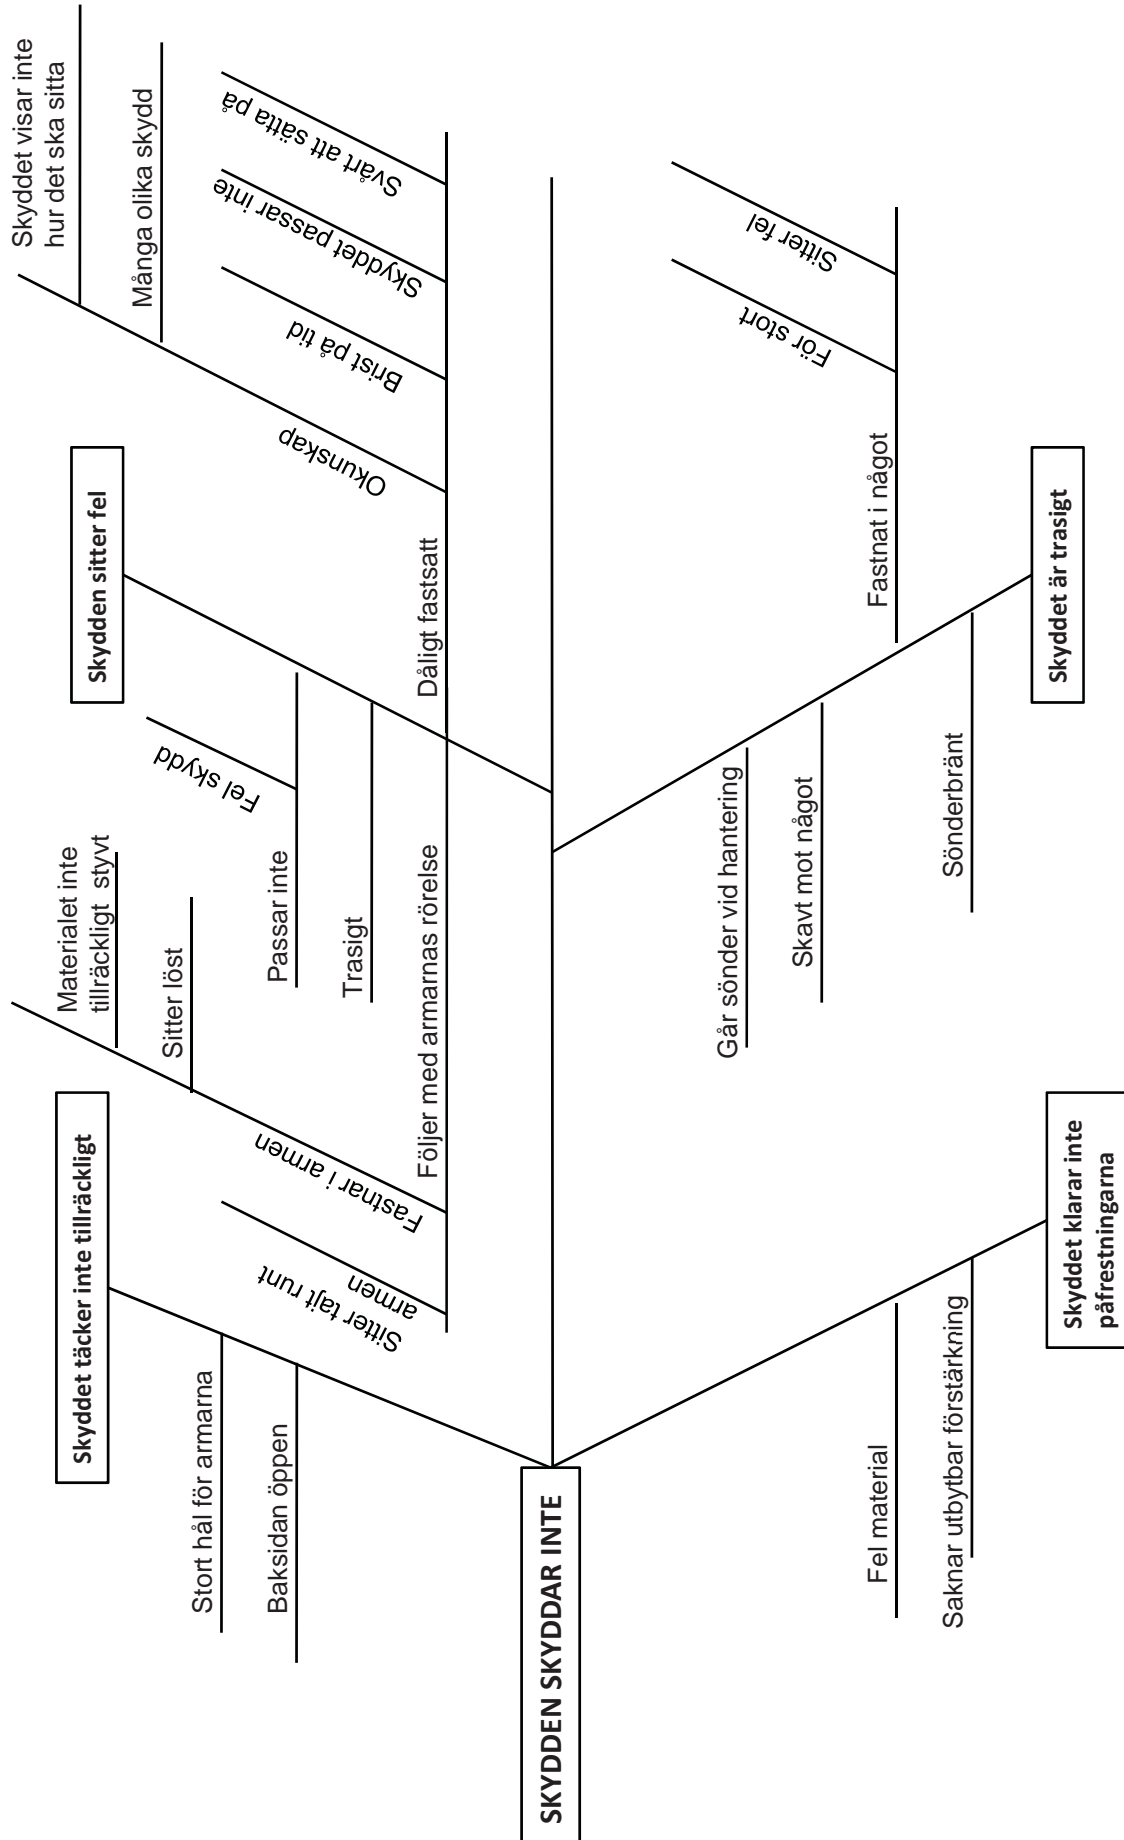 SKYDDEN SKYDDAR INTE
Skyddet täcker inte tillräckligt
Stort hål för armarna
Baksidan öppen
Skydden sitter fel
Materialet inte
tillräckligt styvt
Sitter löst
Fastnar i armen
Sitter tajt runt
armen
Följer med armarnas rörelse
Fel skydd
Passar inte
Trasigt
Dåligt fastsatt
Okunskap
Skyddet visar inte
hur det ska sitta
Många olika skydd
Brist på tid
Skyddet passar inte
Svårt att sätta på
Skyddet klarar inte
påfrestningarna
Fel material
Saknar utbytbar förstärkning
Skyddet är trasigt
Går sönder vid hantering
Skavt mot något
Sönderbränt
Fastnat i något
För stort
Sitter fel